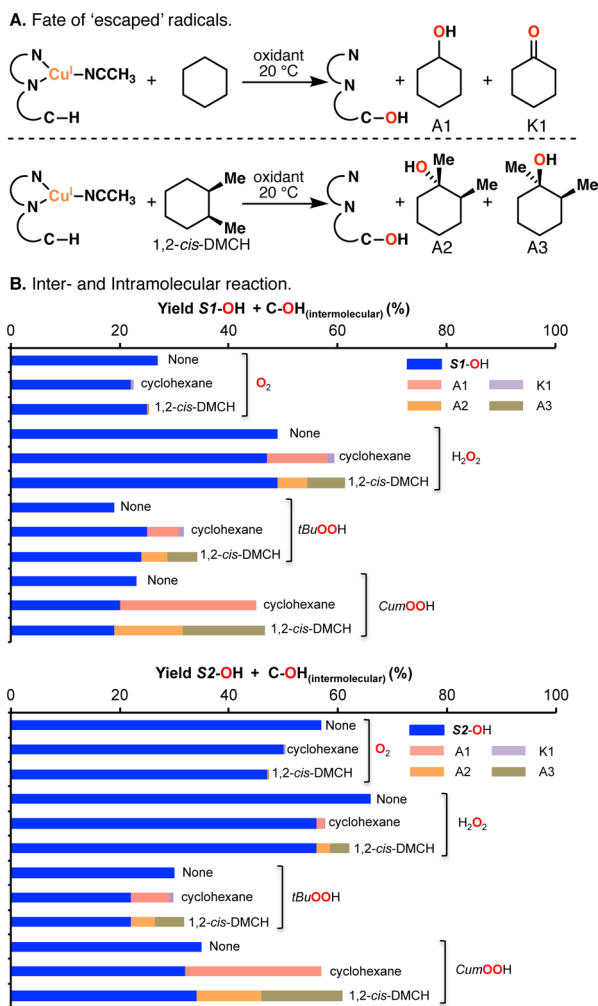 A. Fate of ‘escaped’ radicals.
N
N
CuI
NCCH3
C–H
+
oxidant
20 °C
N
N
C–OH
+
OH
A1
+
O
K1
N
N
CuI
NCCH3
C–H
+
Me
Me
1,2-cis-DMCH
oxidant
20 °C
N
N
C–OH
+
HO
Me
Me
A2
+
Me
OH
Me
A3
B. Inter- and Intramolecular reaction.
Yield S1-OH + C-OH(intermolecular) (%)
0 20 40 60 80 100
None
cyclohexane
1,2-cis-DMCH
O2
S1-OH
A1 K1
A2 A3
None
cyclohexane
1,2-cis-DMCH
H2O2
None
cyclohexane
1,2-cis-DMCH
tBuOOH
None
cyclohexane
1,2-cis-DMCH
CumOOH
Yield S2-OH + C-OH(intermolecular) (%)
0 20 40 60 80 100
None
cyclohexane
1,2-cis-DMCH
O2
S2-OH
A1 K1
A2 A3
None
cyclohexane
1,2-cis-DMCH
H2O2
None
cyclohexane
1,2-cis-DMCH
tBuOOH
None
cyclohexane
1,2-cis-DMCH
CumOOH